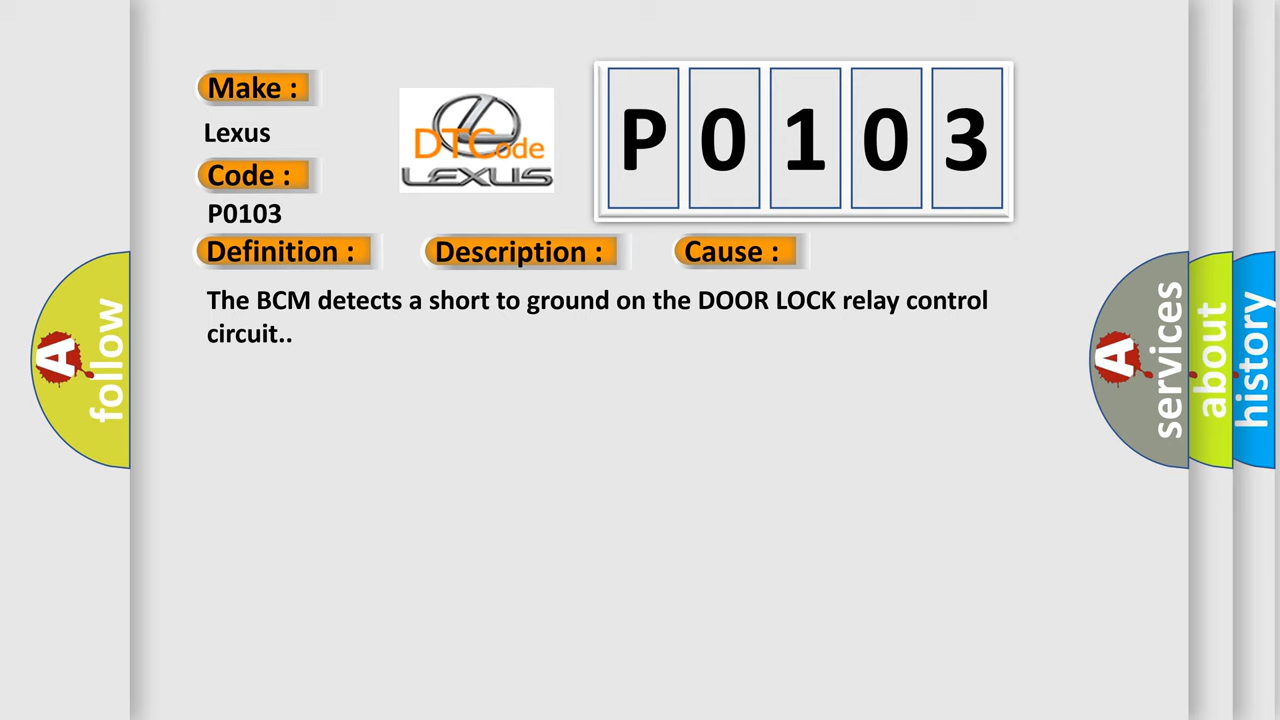 Make :
Lexus
Code :
P0103
DTCode
LEXUS
P 0 1 0 3
Definition :
Description :
Cause :
The BCM detects a short to ground on the DOOR LOCK relay control
circuit..
A follow
A services
about
history